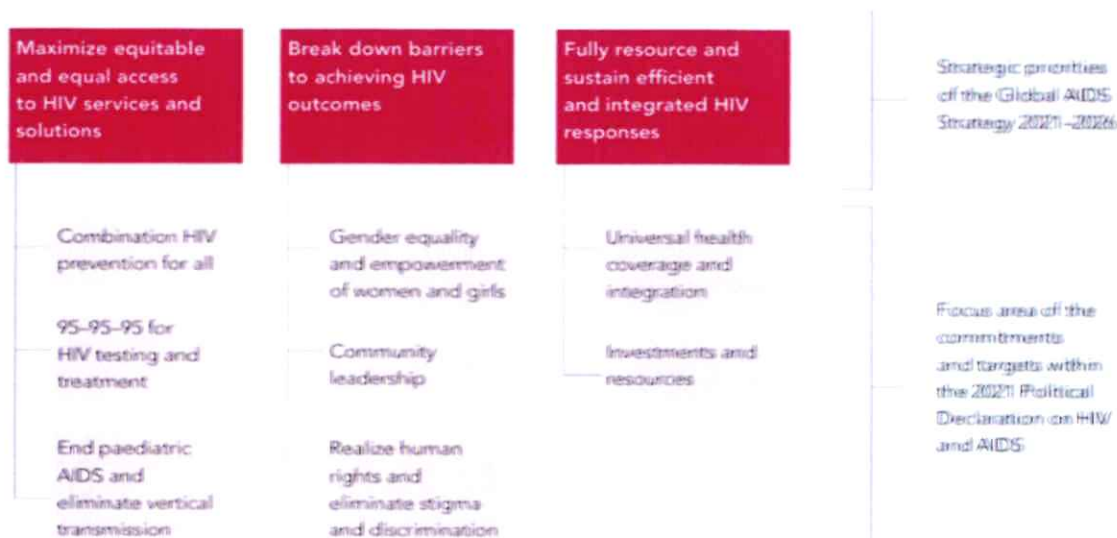 Maximize equitable
and equal access
to HIV services and
solutions
Break down barriers
to achieving HIV
outcomes
Fully resource and
sustain efficient
and integrated HIV
responses
Strategic priorities
of the Global AIDS
Strategy 2021–2026
Combination HIV
prevention for all
95–95–95 for
HIV testing and
treatment
End paediatric
AIDS and
eliminate vertical
transmission
Gender equality
and empowerment
of women and girls
Community
leadership
Realize human
rights and
eliminate stigma
and discrimination
Universal health
coverage and
integration
Investments and
resources
Focus area of the
commitments
and targets within
the 2021 Political
Declaration on HIV
and AIDS